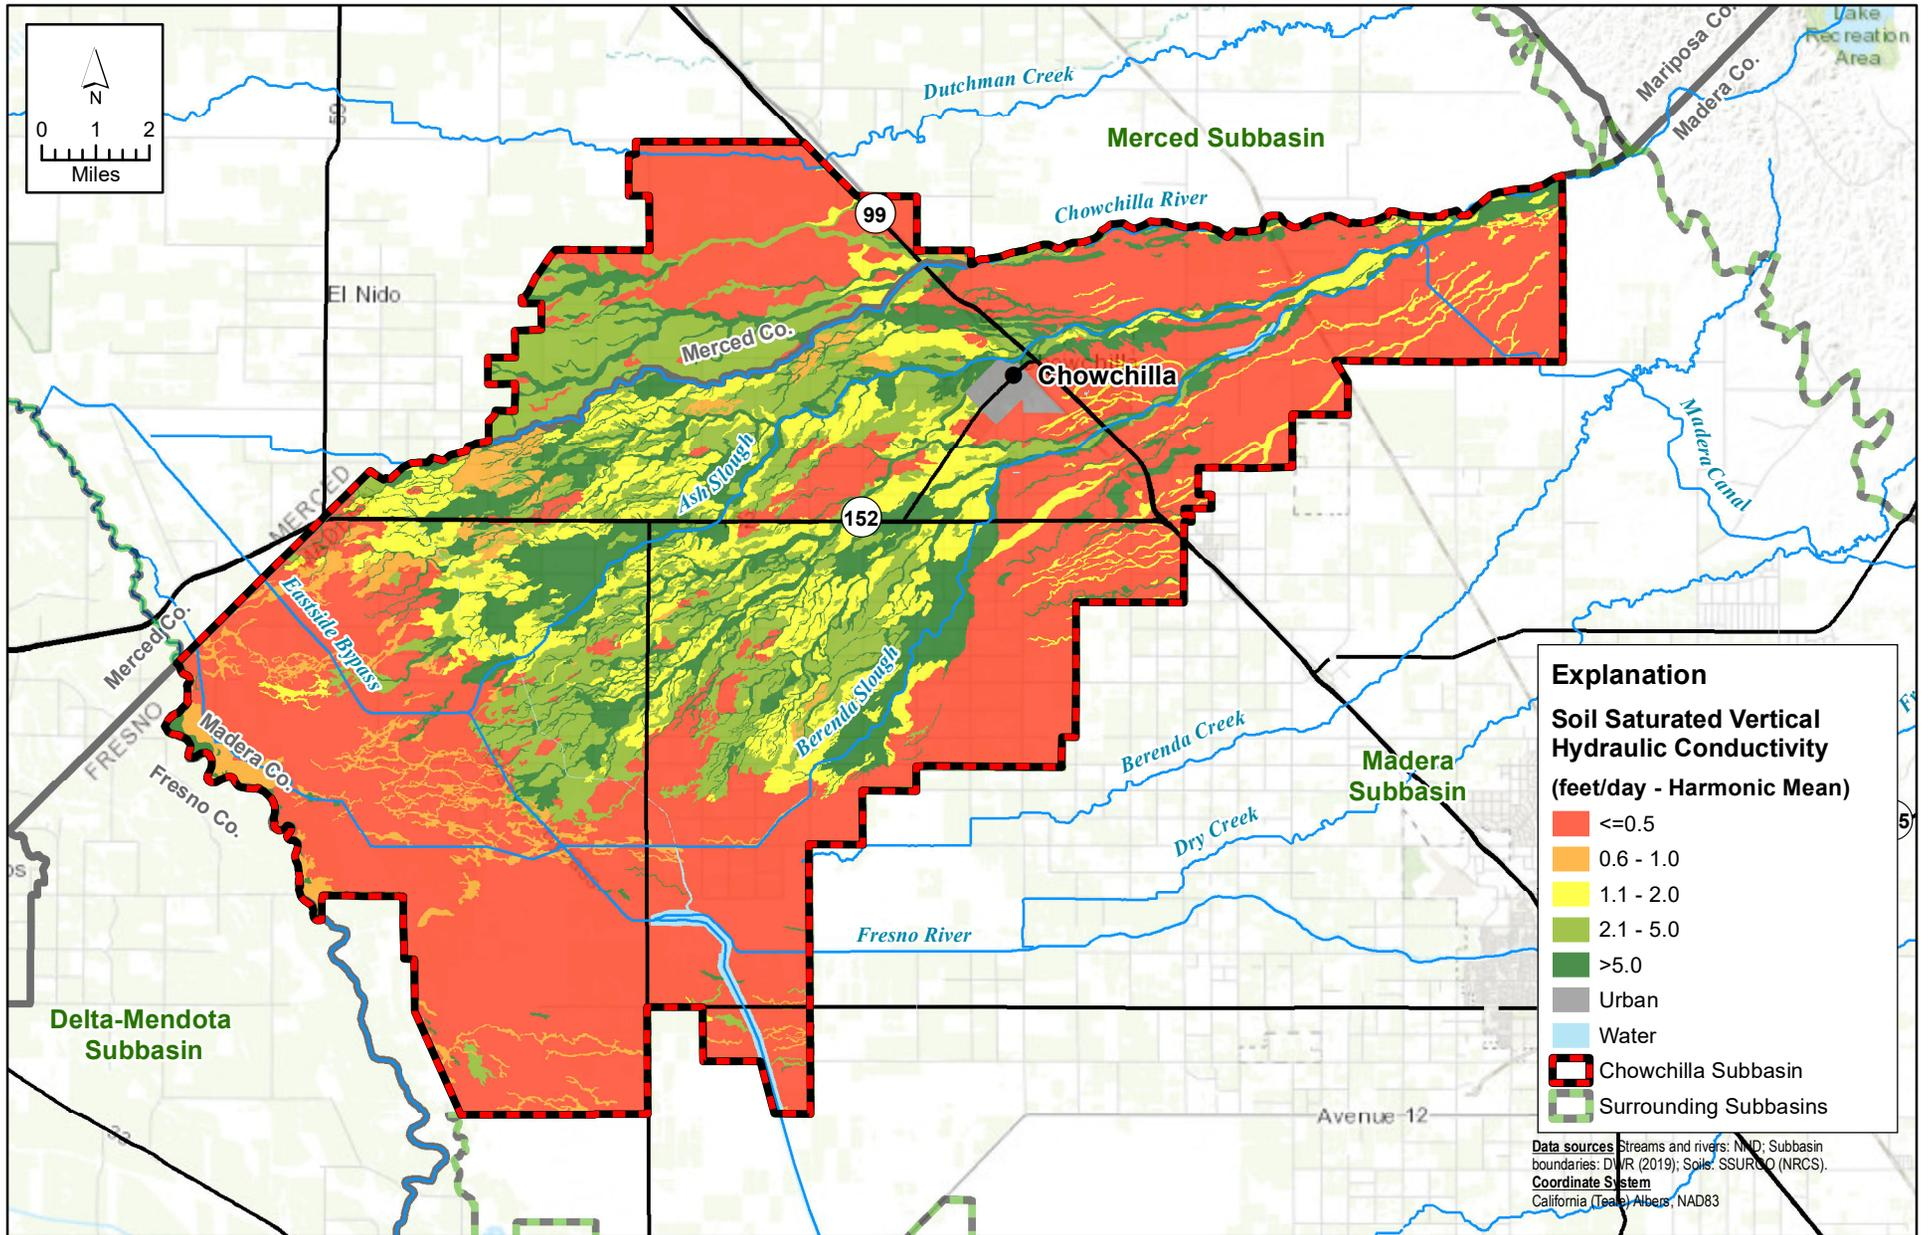 N
0 1 2
Miles
59
Dutchman Creek
Merced Subbasin
Mariposa Co.
Madera Co.
Lake
Recreation
Area
Chowchilla River
99
El Nido
Merced Co.
Chowchilla
Chowchilla
Ash Slough
152
MERCED
MADERA
Eastside Bypass
Merced Co.
FRESNO
Madera Co.
Fresno Co.
Berenda Slough
Madera Canal
Berenda Creek
Madera
Subbasin
Dry Creek
Fresno River
Delta-Mendota
Subbasin
33
Avenue 12
Explanation
Soil Saturated Vertical
Hydraulic Conductivity
(feet/day - Harmonic Mean)
<=0.5
0.6 - 1.0
1.1 - 2.0
2.1 - 5.0
>5.0
Urban
Water
Chowchilla Subbasin
Surrounding Subbasins
Data sources Streams and rivers: NHD; Subbasin
boundaries: DWR (2019); Soils: SSURGO (NRCS).
Coordinate System
California (Teale) Albers, NAD83